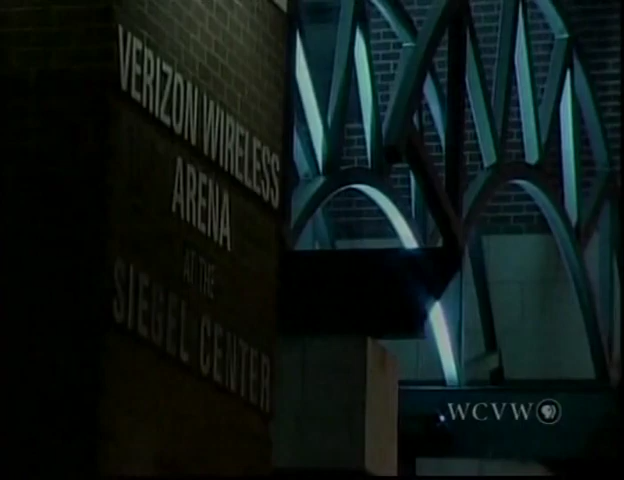 VERIZON WIRELESS
ARENA
AT THE
SIEGEL CENTER
WCVW